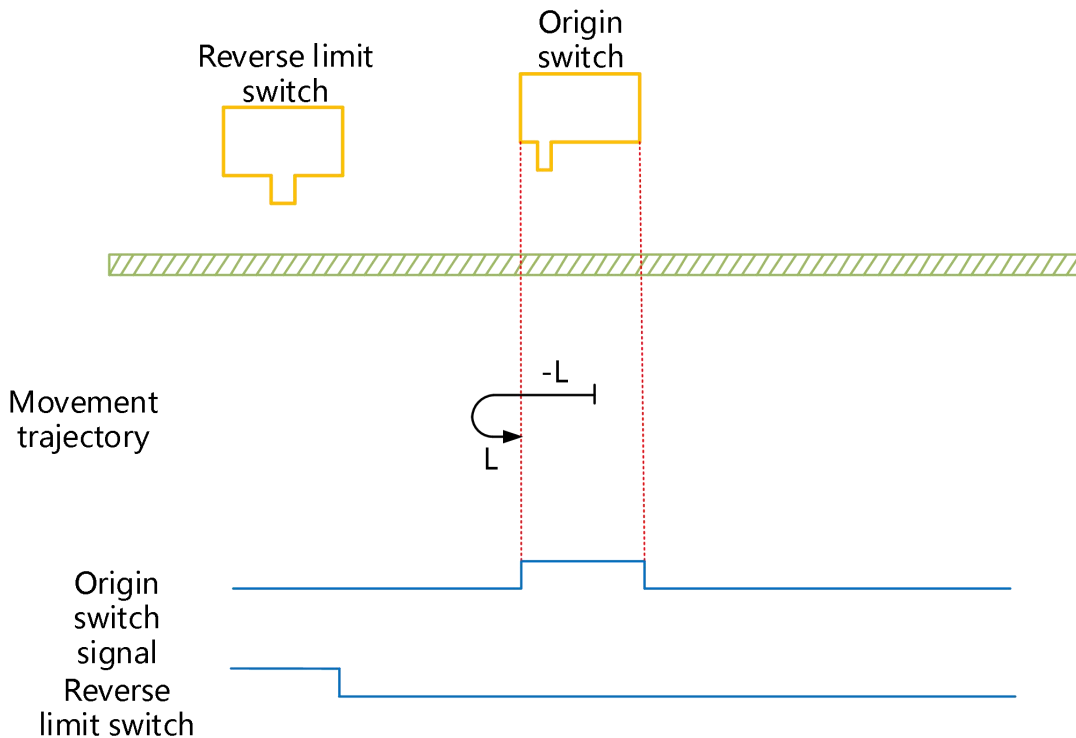 Origin
switch
Reverse limit
switch
-L
Movement
trajectory
L
Origin
switch
signal
Reverse
limit switch